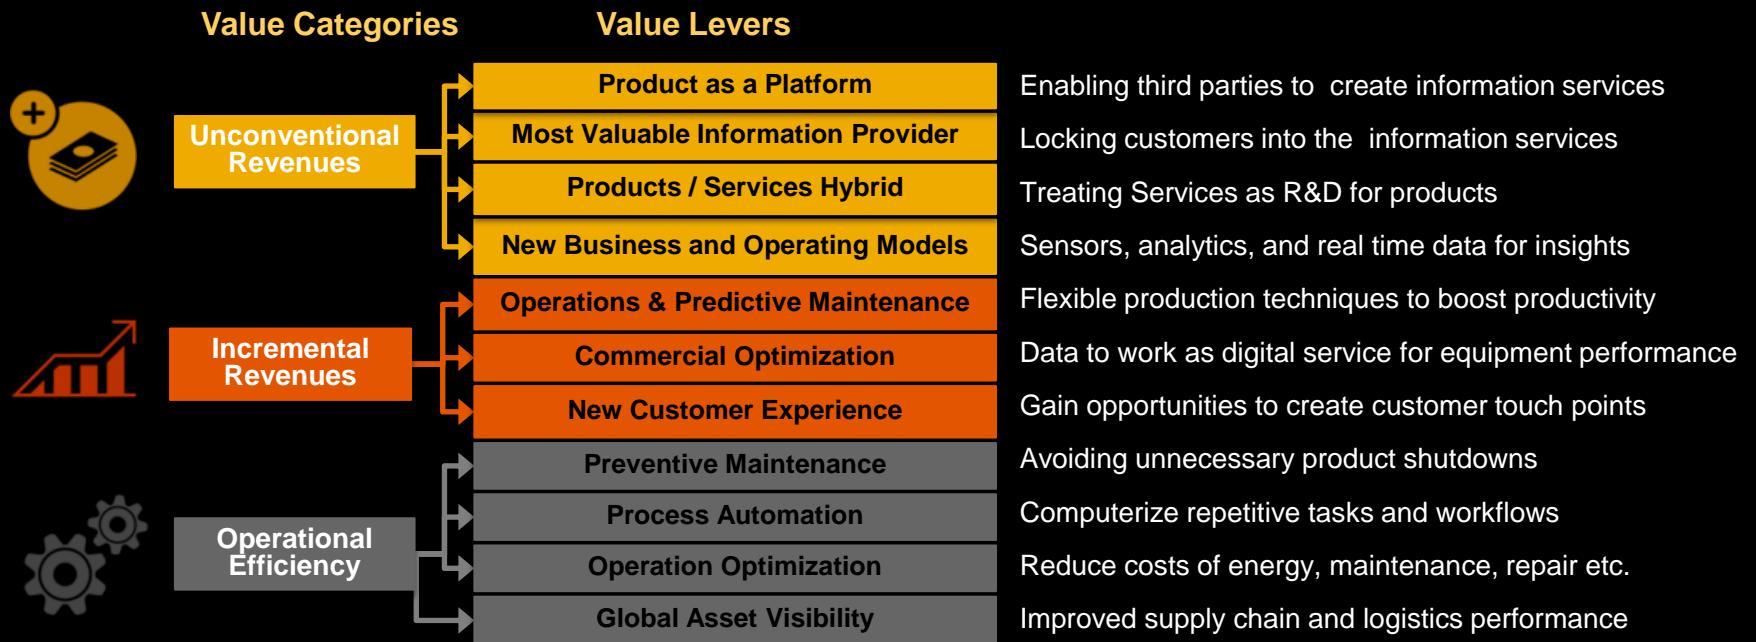 Value Categories Value Levers
Product as a Platform Enabling third parties to create information services
Unconventional
Revenues
Most Valuable Information Provider Locking customers into the information services
Products / Services Hybrid Treating Services as R&D for products
New Business and Operating Models Sensors, analytics, and real time data for insights
Operations & Predictive Maintenance Flexible production techniques to boost productivity
Incremental
Revenues
Commercial Optimization Data to work as digital service for equipment performance
New Customer Experience Gain opportunities to create customer touch points
Preventive Maintenance Avoiding unnecessary product shutdowns
Process Automation Computerize repetitive tasks and workflows
Operational
Efficiency
Operation Optimization Reduce costs of energy, maintenance, repair etc.
Global Asset Visibility Improved supply chain and logistics performance